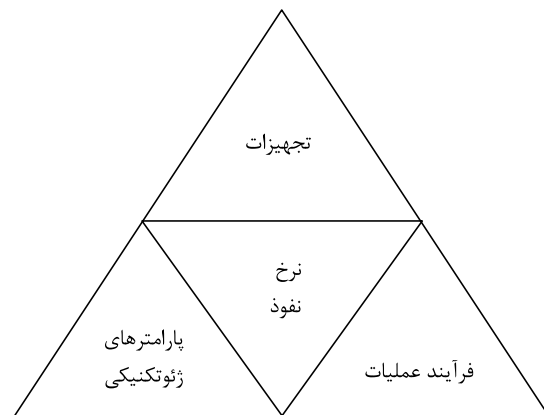 تجهیزات
نرخ
نفوذ
پارامترهای
ژئوتکنیکی
فرآیند عملیات